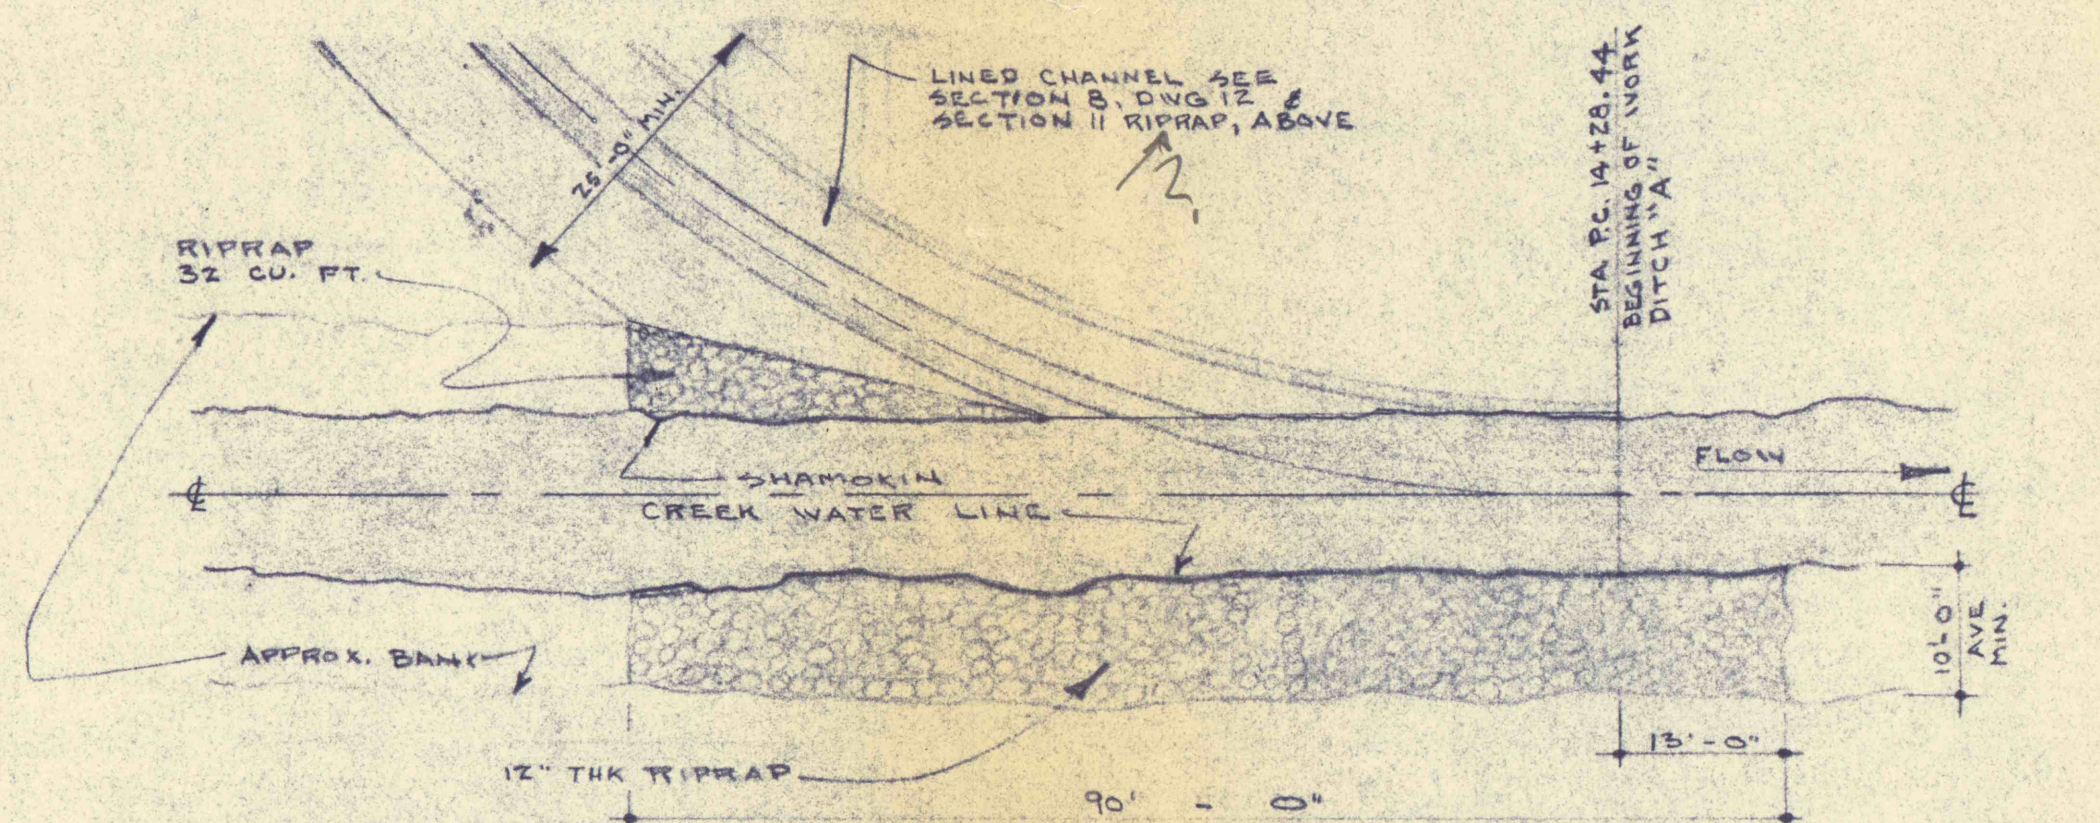 LINED CHANNEL SEE
SECTION 8, DWG 12 &
SECTION 11 RIPRAP, ABOVE
25'-0" MIN.
STA. P.C. 14+28.44
BEGINNING OF WORK
DITCH "A"
RIPRAP
32 CU. FT.
FLOW
SHAMOKIN
CREEK WATER LINE
℄
℄
APPROX. BANK
10'-0"
AVE
MIN.
13'-0"
12" THK RIPRAP
90' - 0"